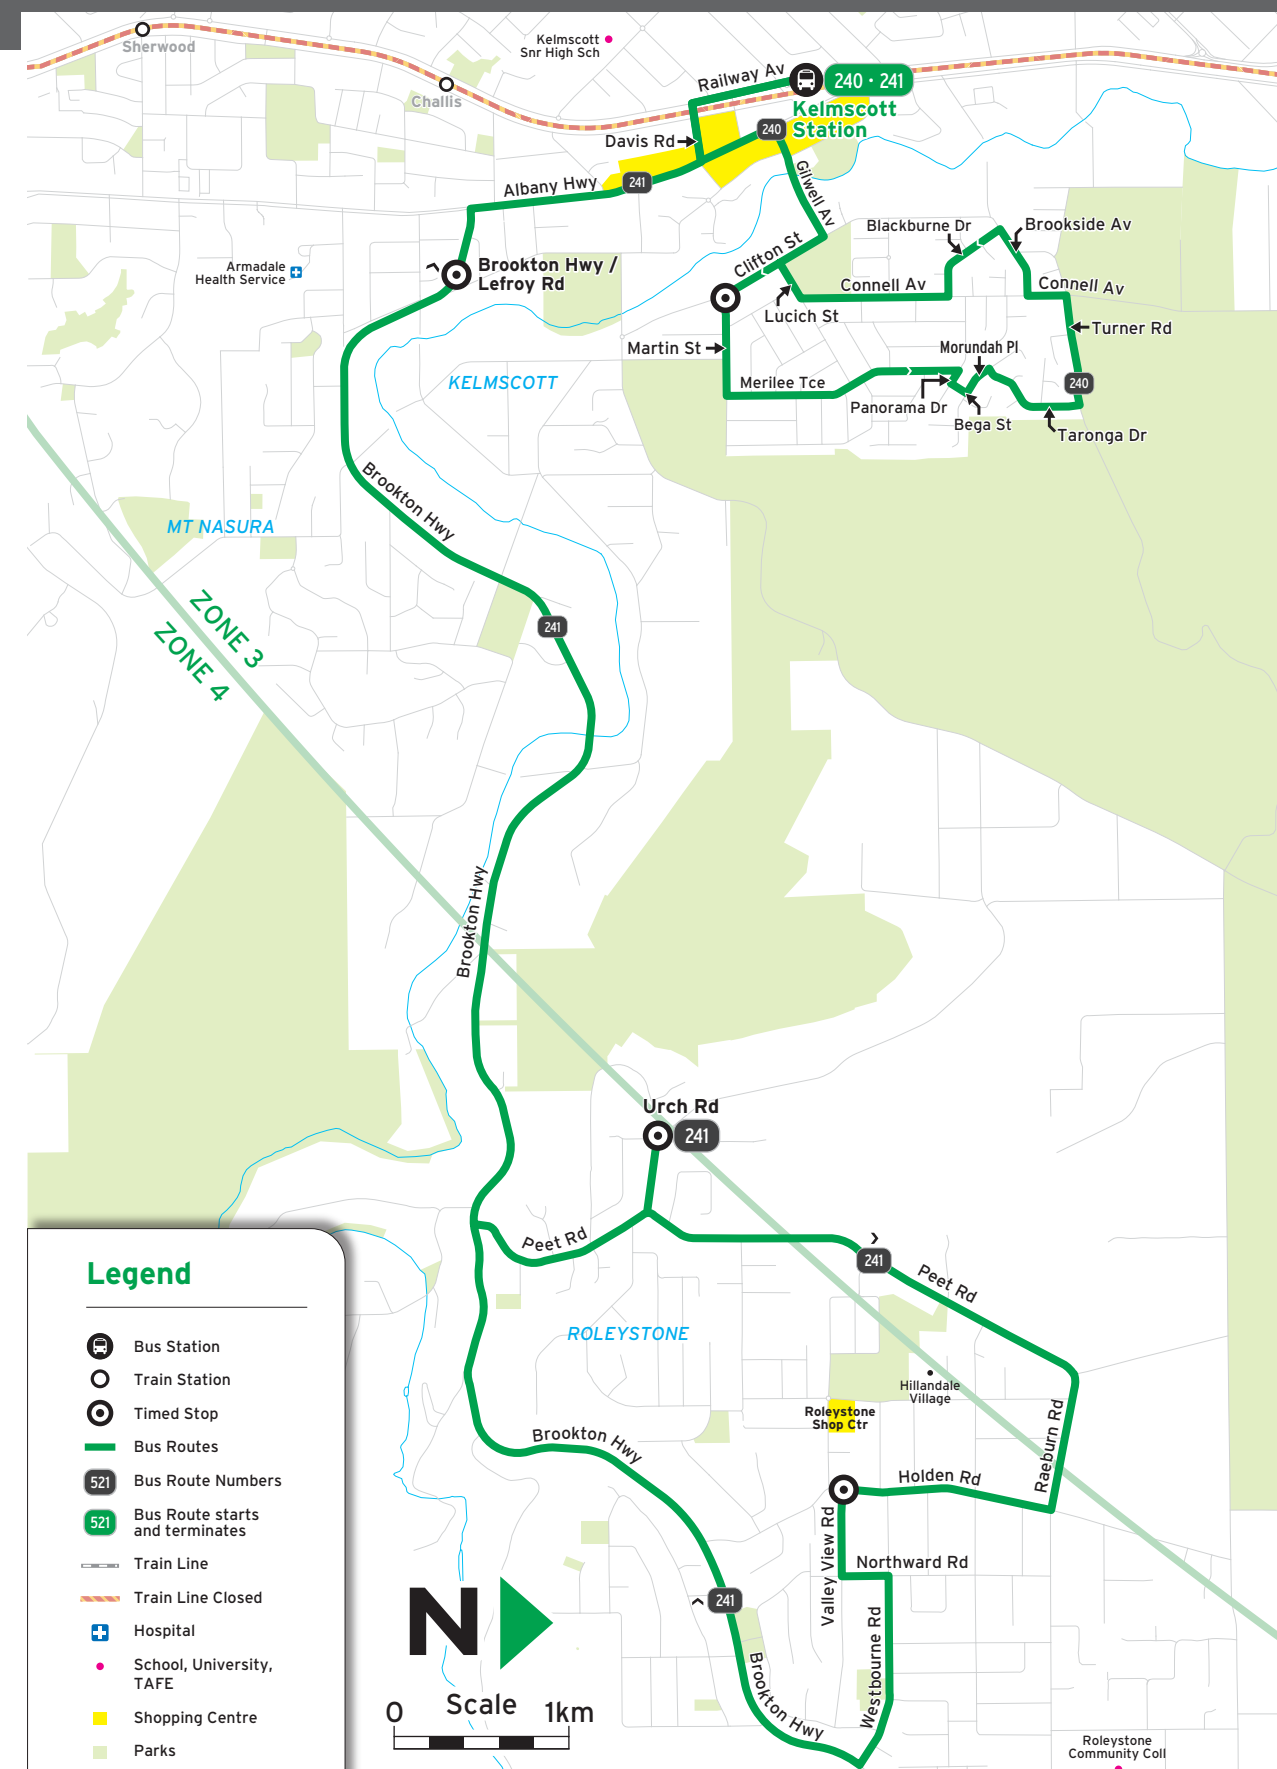 Sherwood
Kelmscott
Snr High Sch
Challis
Railway Av
240 · 241
Kelmscott
Station
Davis Rd
240
241
Albany Hwy
Gilwell Av
Blackburne Dr
Brookside Av
Armadale
Health Service
Brookton Hwy /
Lefroy Rd
Clifton St
Connell Av
Connell Av
Lucich St
Turner Rd
Martin St
Morundah Pl
KELMSCOTT
Merilee Tce
240
Panorama Dr
Bega St
Taronga Dr
Brookton Hwy
MT NASURA
ZONE 3
ZONE 4
241
Brookton Hwy
Urch Rd
241
Peet Rd
241
Peet Rd
ROLEYSTONE
Hillandale
Village
Roleystone
Shop Ctr
Raeburn Rd
Brookton Hwy
Holden Rd
Valley View Rd
Northward Rd
241
Westbourne Rd
Brookton Hwy
Roleystone
Community Coll
Legend
Bus Station
Train Station
Timed Stop
Bus Routes
521
Bus Route Numbers
521
Bus Route starts
and terminates
Train Line
Train Line Closed
Hospital
School, University,
TAFE
Shopping Centre
Parks
N
0 Scale 1km